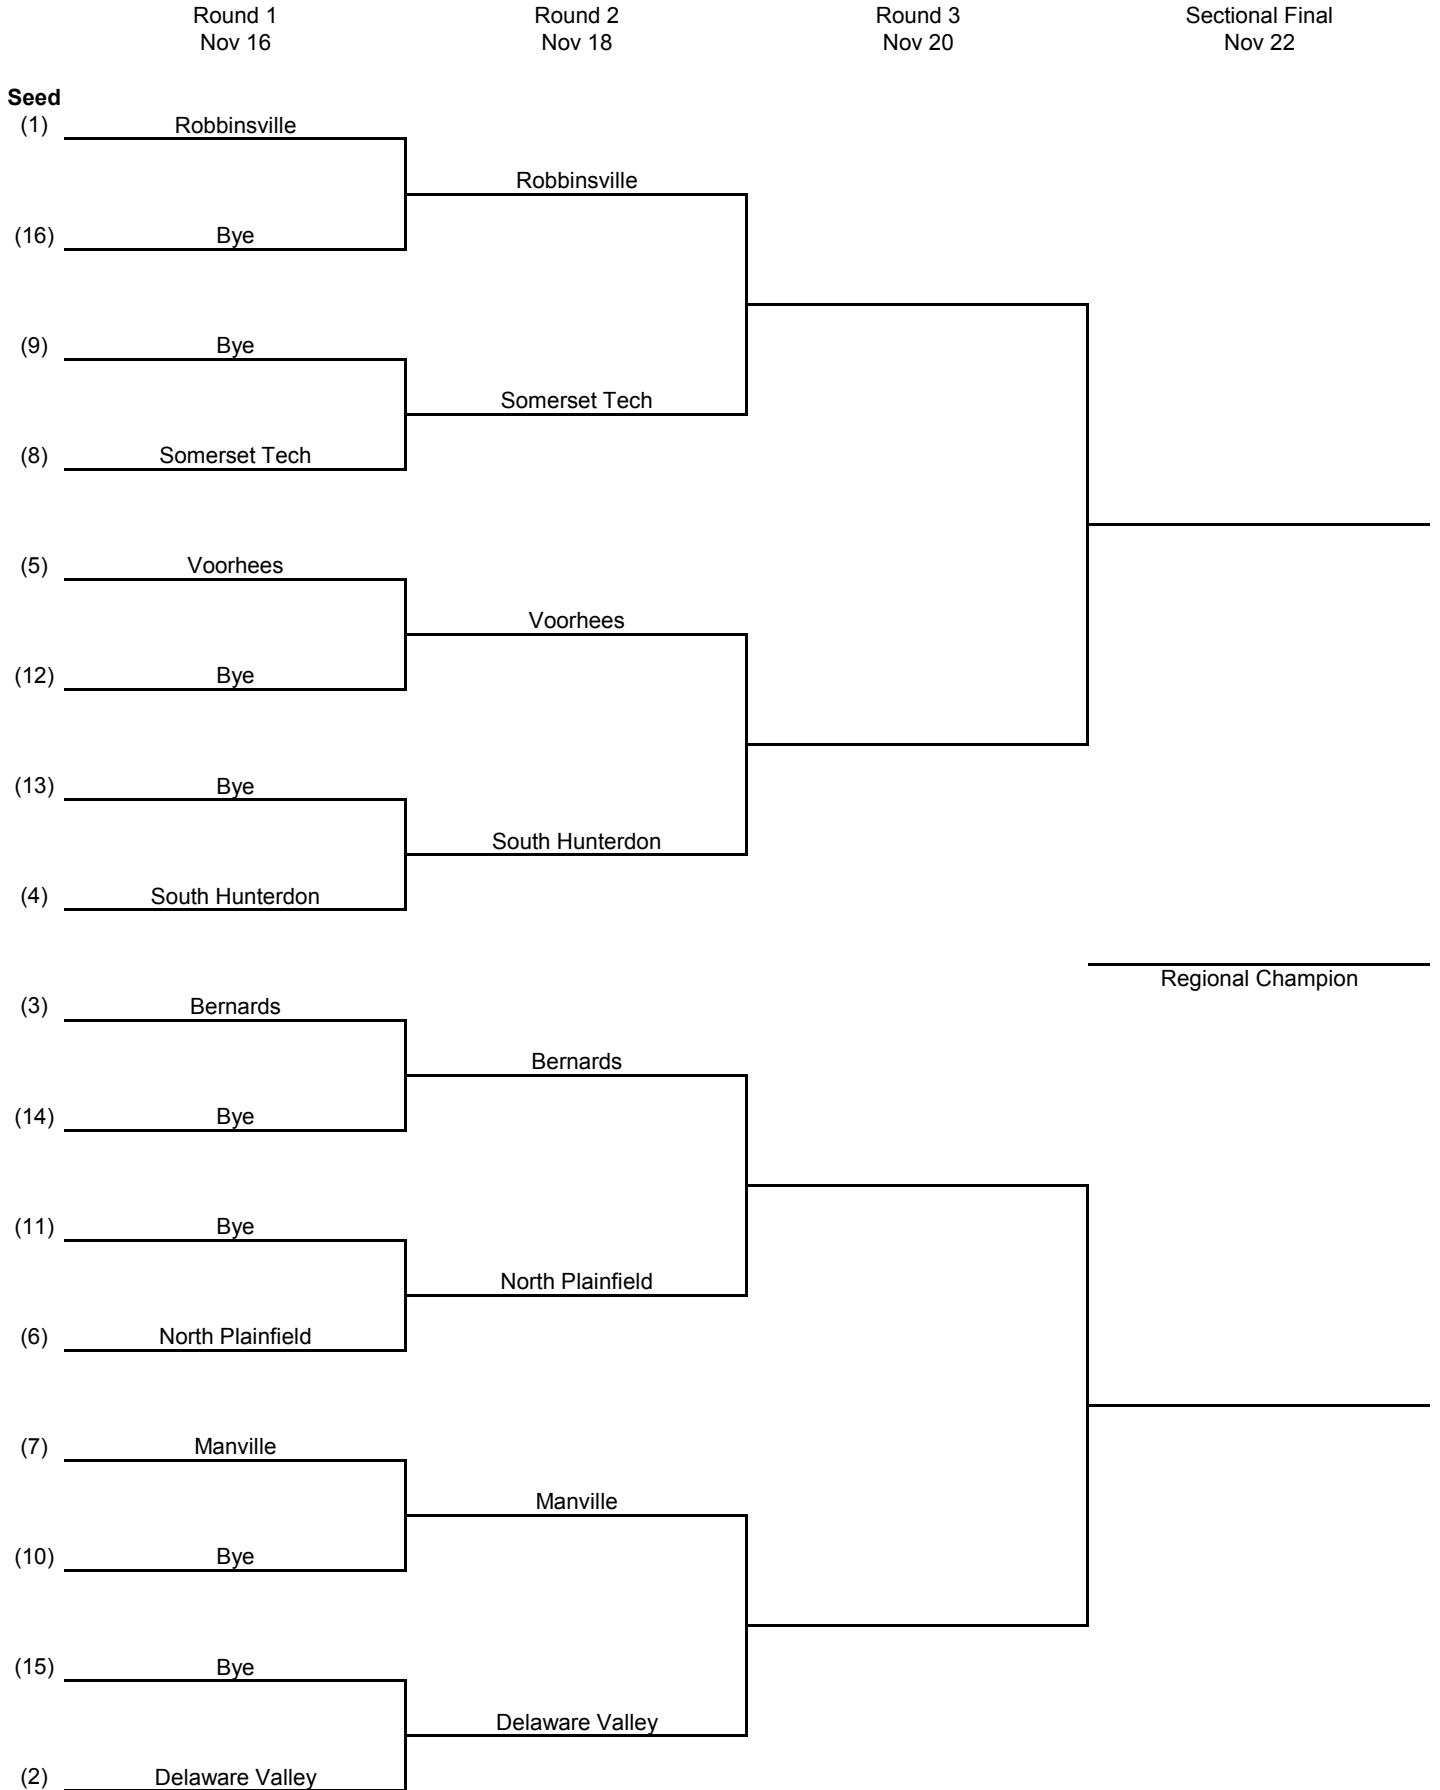 Round 1 Round 2 Round 3 Sectional Final
Nov 16 Nov 18 Nov 20 Nov 22
Seed
(1) Robbinsville
Robbinsville
(16) Bye
(9) Bye
Somerset Tech
(8) Somerset Tech
(5) Voorhees
Voorhees
(12) Bye
(13) Bye
South Hunterdon
(4) South Hunterdon
Regional Champion
(3) Bernards
Bernards
(14) Bye
(11) Bye
North Plainfield
(6) North Plainfield
(7) Manville
Manville
(10) Bye
(15) Bye
Delaware Valley
(2) Delaware Valley